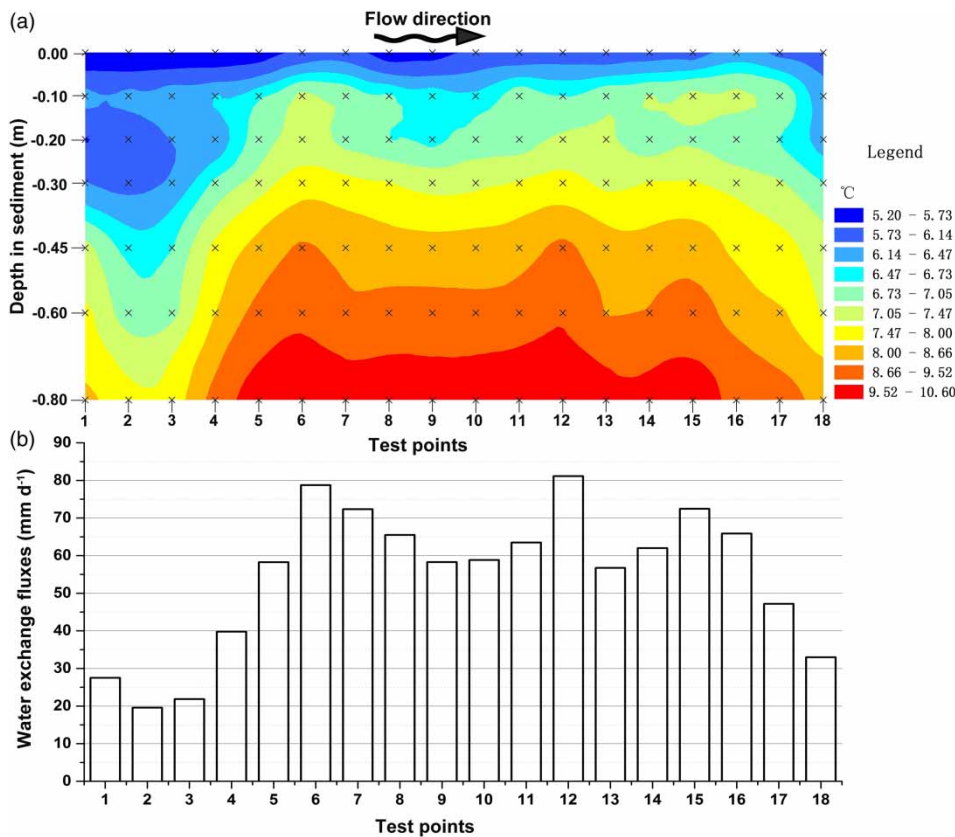 (a)
Flow direction
0.00
-0.10
-0.20
-0.30
-0.45
-0.60
-0.80
Depth in sediment (m)
1 2 3 4 5 6 7 8 9 10 11 12 13 14 15 16 17 18
Test points
Legend
℃
5.20 - 5.73
5.73 - 6.14
6.14 - 6.47
6.47 - 6.73
6.73 - 7.05
7.05 - 7.47
7.47 - 8.00
8.00 - 8.66
8.66 - 9.52
9.52 - 10.60
(b)
90
80
70
60
50
40
30
20
10
0
Water exchange fluxes (mm d⁻¹)
1 2 3 4 5 6 7 8 9 10 11 12 13 14 15 16 17 18
Test points